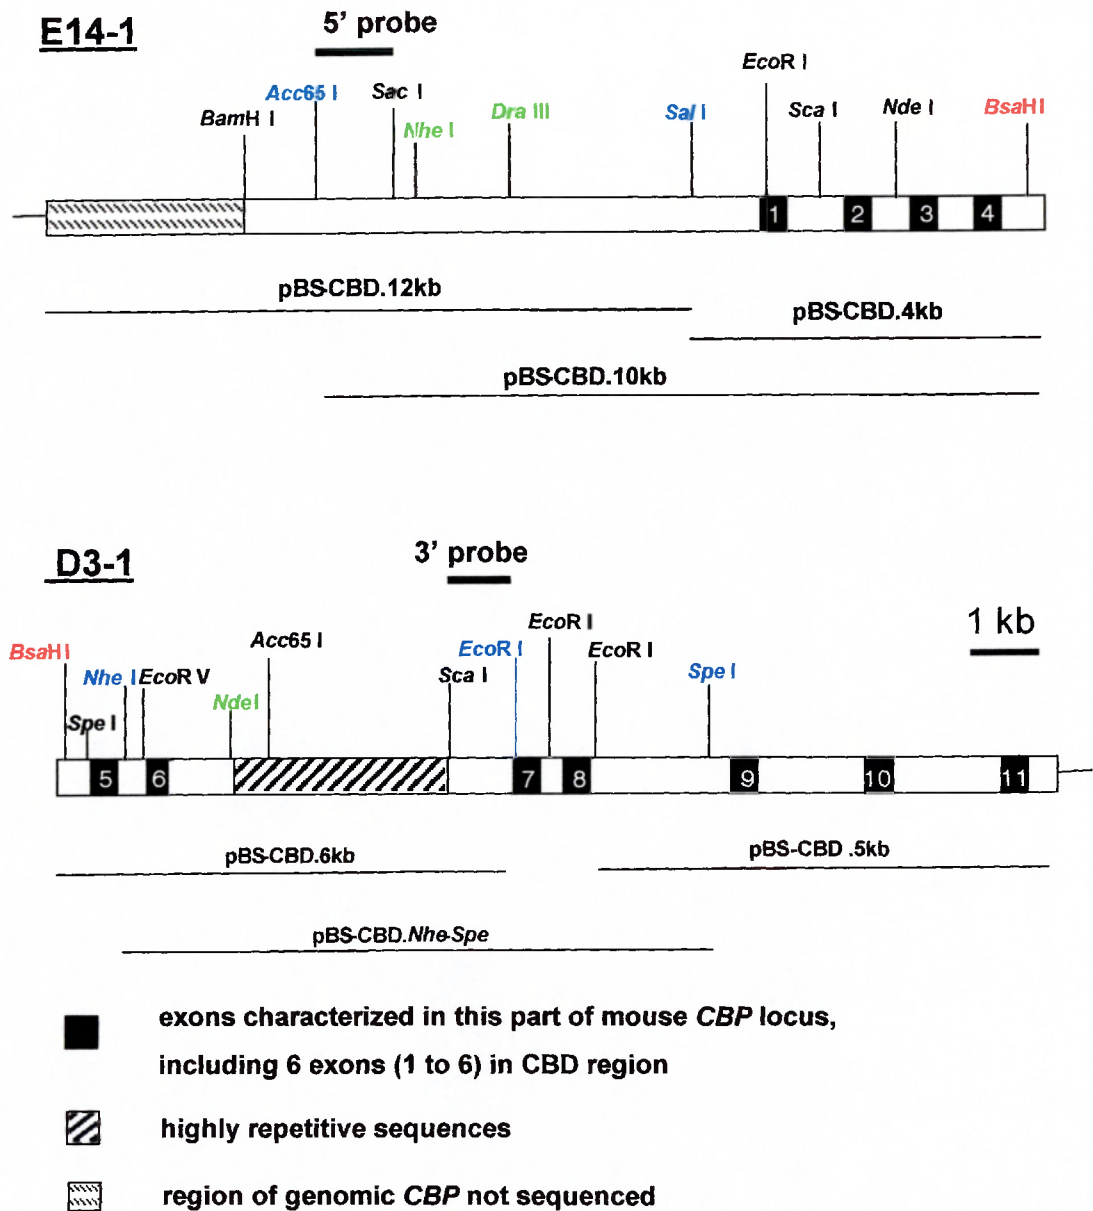 E14-1
5’ probe
BamH I
Acc65 I
Sac I
Nhe I
Dra III
Sal I
EcoR I
Sca I
Nde I
BsaH I
1 2 3 4
pBS-CBD.12kb
pBS-CBD.4kb
pBS-CBD.10kb
D3-1
3’ probe
1 kb
BsaH I
Spe I
Nhe I
EcoR V
Nde I
Acc65 I
Sca I
EcoR I
EcoR I
EcoR I
Spe I
5 6 7 8 9 10 11
pBS-CBD.6kb
pBS-CBD .5kb
pBS-CBD.Nhe-Spe
exons characterized in this part of mouse CBP locus,
including 6 exons (1 to 6) in CBD region
highly repetitive sequences
region of genomic CBP not sequenced